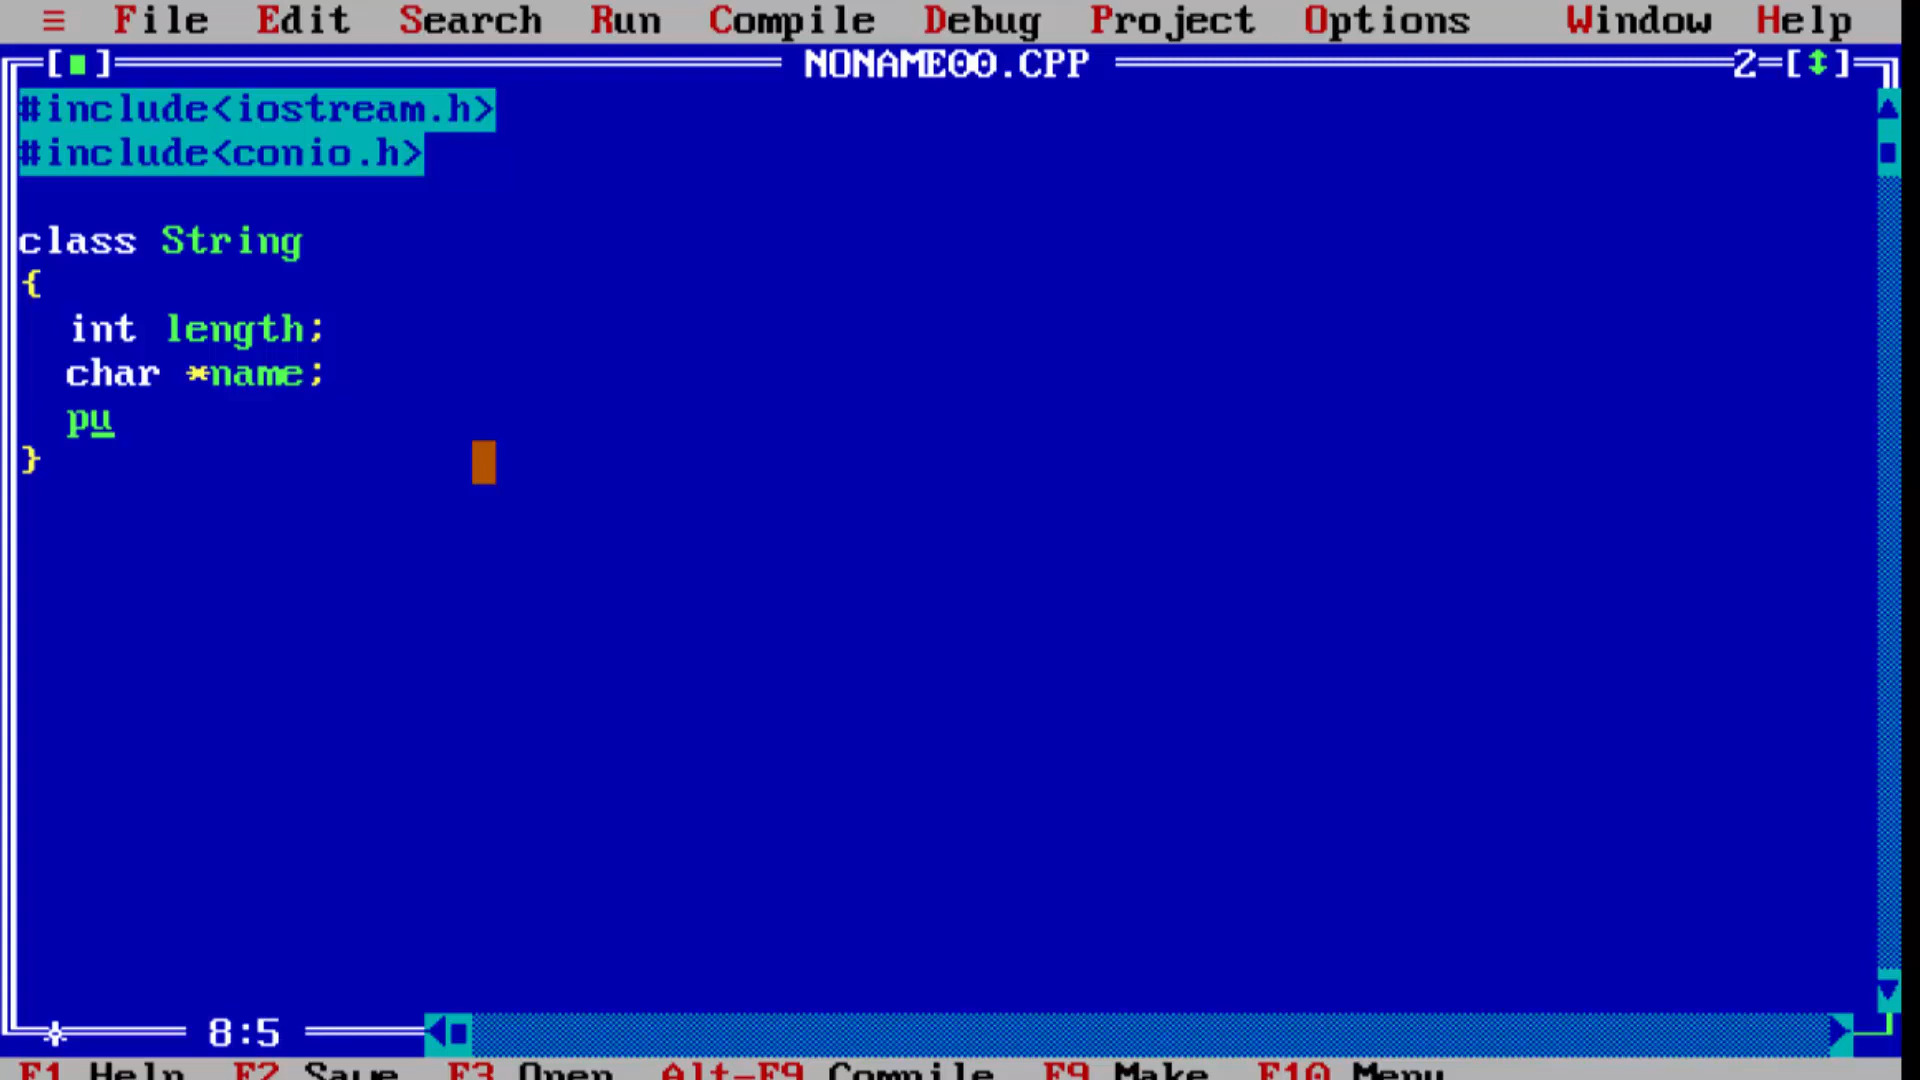 ≡ File Edit Search Run Compile Debug Project Options Window Help
[■] NONAME00.CPP 2=[↕]
#include<iostream.h>
#include<conio.h>
class String
{
int length;
char *name;
pu
}
8:5
F1 Help F2 Save F3 Open Alt-F9 Compile F9 Make F10 Menu